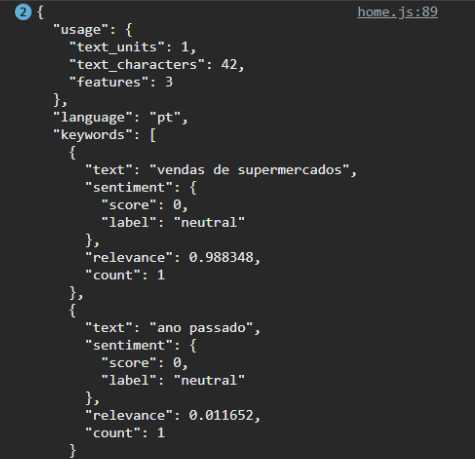 2 { home.js:89
"usage": {
"text_units": 1,
"text_characters": 42,
"features": 3
},
"language": "pt",
"keywords": [
{
"text": "vendas de supermercados",
"sentiment": {
"score": 0,
"label": "neutral"
},
"relevance": 0.988348,
"count": 1
},
{
"text": "ano passado",
"sentiment": {
"score": 0,
"label": "neutral"
},
"relevance": 0.011652,
"count": 1
}